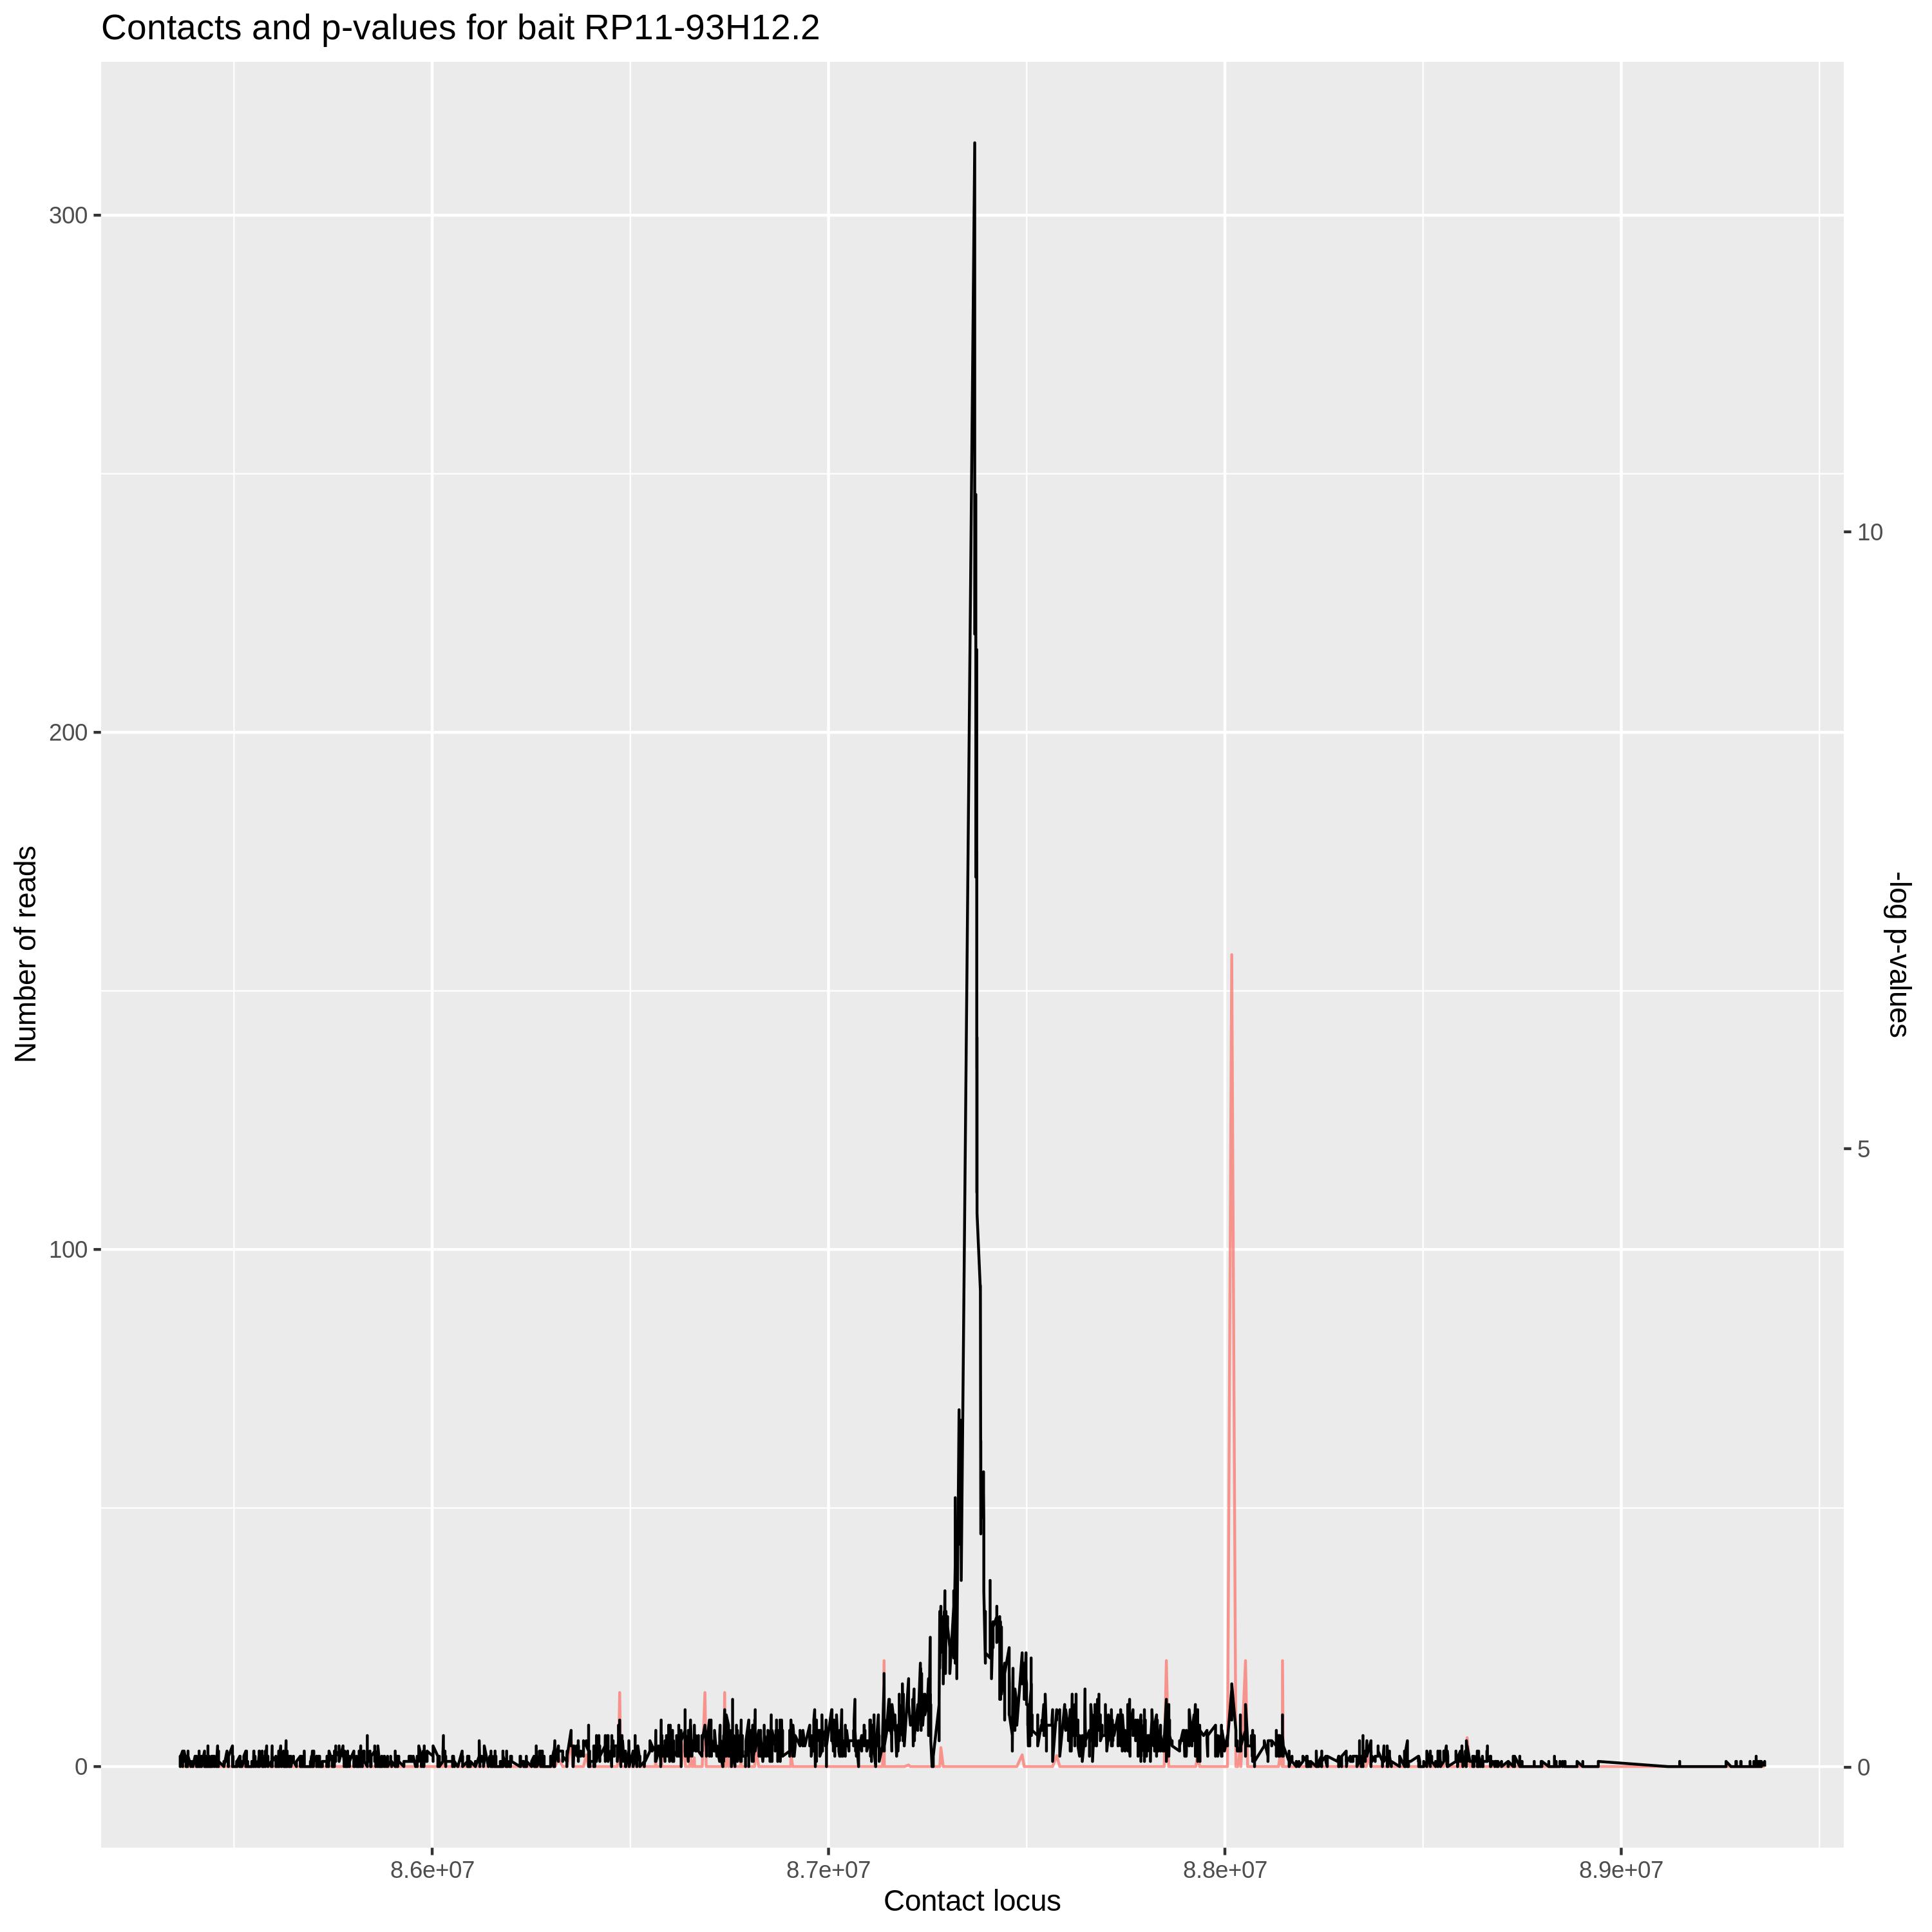 Contacts and p-values for bait RP11-93H12.2
300
200
100
0
Number of reads
10
5
0
-log p-values
8.6e+07
8.7e+07
8.8e+07
8.9e+07
Contact locus